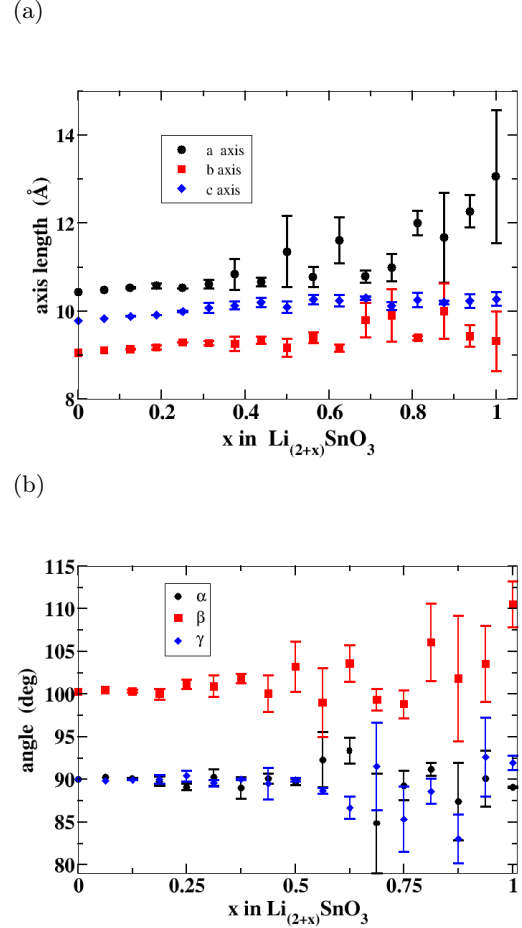 (a)
14
12
10
8
axis length (Å)
a axis
b axis
c axis
0 0.2 0.4 0.6 0.8 1
x in Li(2+x)SnO3
(b)
115
110
105
100
95
90
85
80
angle (deg)
α
β
γ
0 0.25 0.5 0.75 1
x in Li(2+x)SnO3